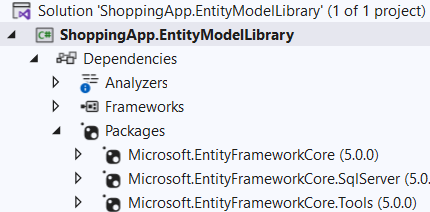 Solution 'ShoppingApp.EntityModelLibrary' (1 of 1 project)
C# ShoppingApp.EntityModelLibrary
Dependencies
Analyzers
Frameworks
Packages
Microsoft.EntityFrameworkCore (5.0.0)
Microsoft.EntityFrameworkCore.SqlServer (5.0.0)
Microsoft.EntityFrameworkCore.Tools (5.0.0)